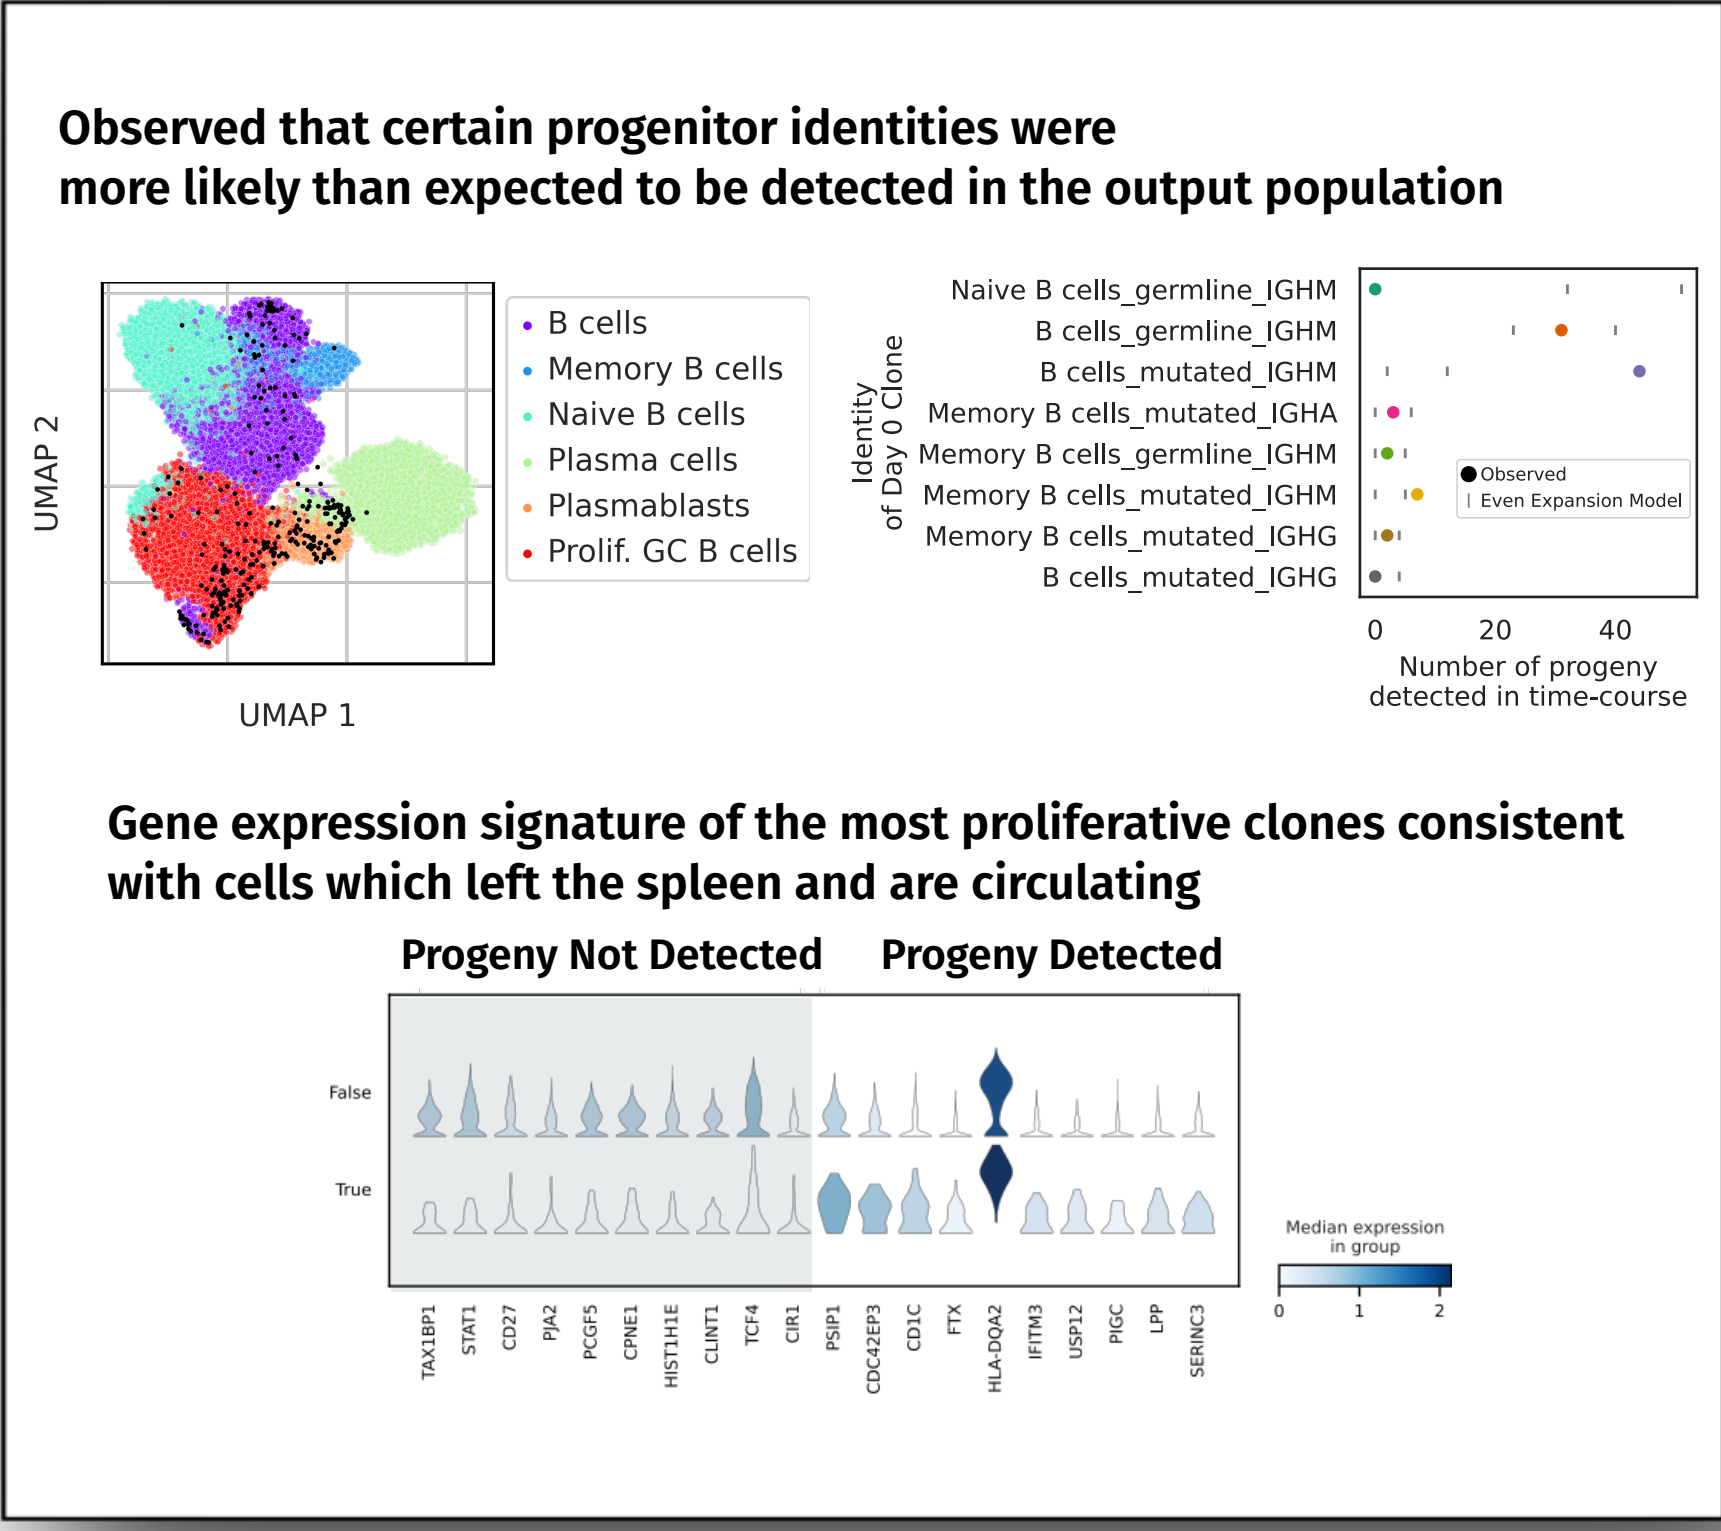 Observed that certain progenitor identities were
more likely than expected to be detected in the output population
UMAP 2
UMAP 1
B cells
Memory B cells
Naive B cells
Plasma cells
Plasmablasts
Prolif. GC B cells
Identity
of Day 0 Clone
Naive B cells_germline_IGHM
B cells_germline_IGHM
B cells_mutated_IGHM
Memory B cells_mutated_IGHA
Memory B cells_germline_IGHM
Memory B cells_mutated_IGHM
Memory B cells_mutated_IGHG
B cells_mutated_IGHG
Observed
Even Expansion Model
0 20 40
Number of progeny
detected in time-course
Gene expression signature of the most proliferative clones consistent
with cells which left the spleen and are circulating
Progeny Not Detected Progeny Detected
False
True
TAX1BP1
STAT1
CD27
PJA2
PCGF5
CPNE1
HIST1H1E
CLINT1
TCF4
CIR1
PSIP1
CDC42EP3
CD1C
FTX
HLA-DQA2
IFITM3
USP12
PIGC
LPP
SERINC3
Median expression
in group
0 1 2